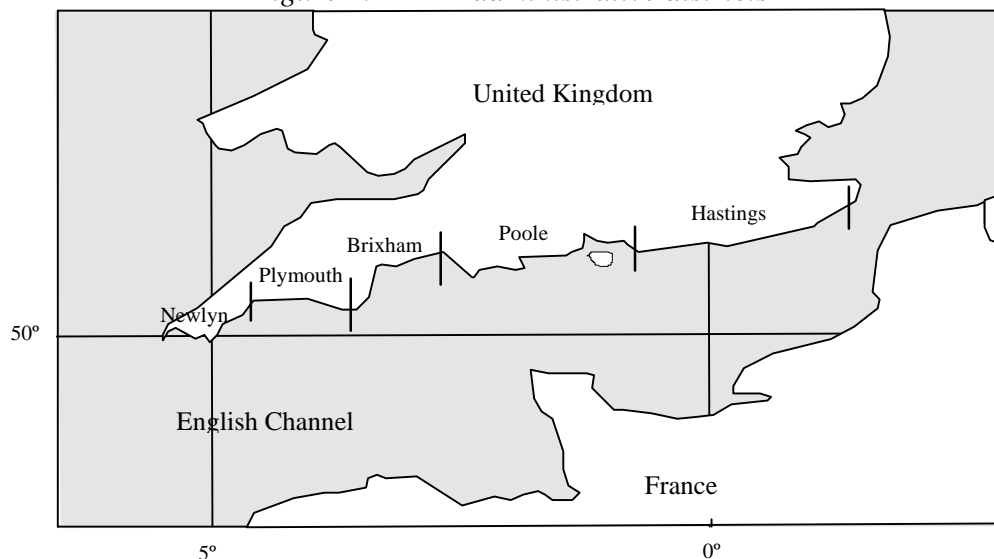 United Kingdom
Hastings
Poole
Brixham
Plymouth
Newlyn
50º
English Channel
France
5º
0º